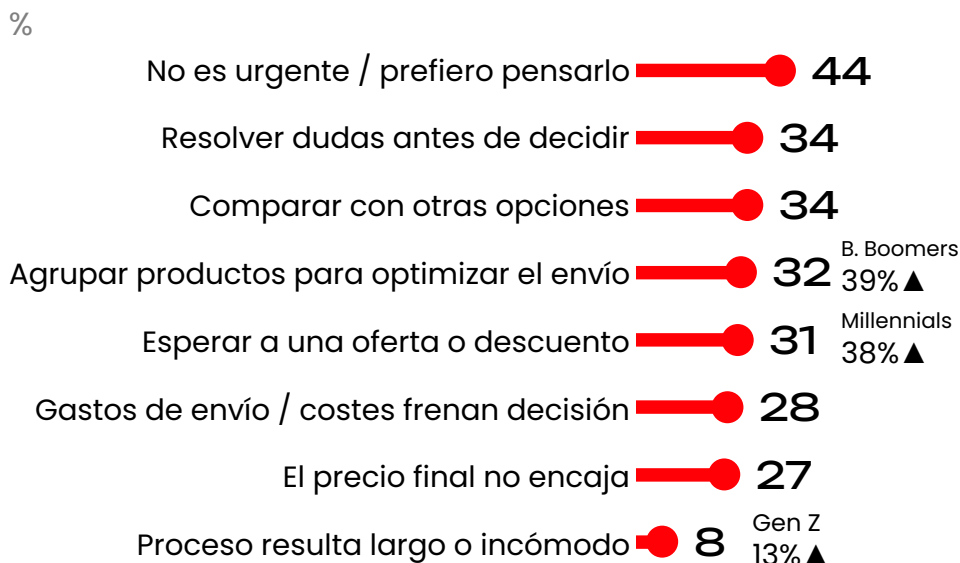 %
No es urgente / prefiero pensarlo 44
Resolver dudas antes de decidir 34
Comparar con otras opciones 34
Agrupar productos para optimizar el envío 32 B. Boomers
39%▲
Esperar a una oferta o descuento 31 Millennials
38%▲
Gastos de envío / costes frenan decisión 28
El precio final no encaja 27
Proceso resulta largo o incómodo 8 Gen Z
13%▲